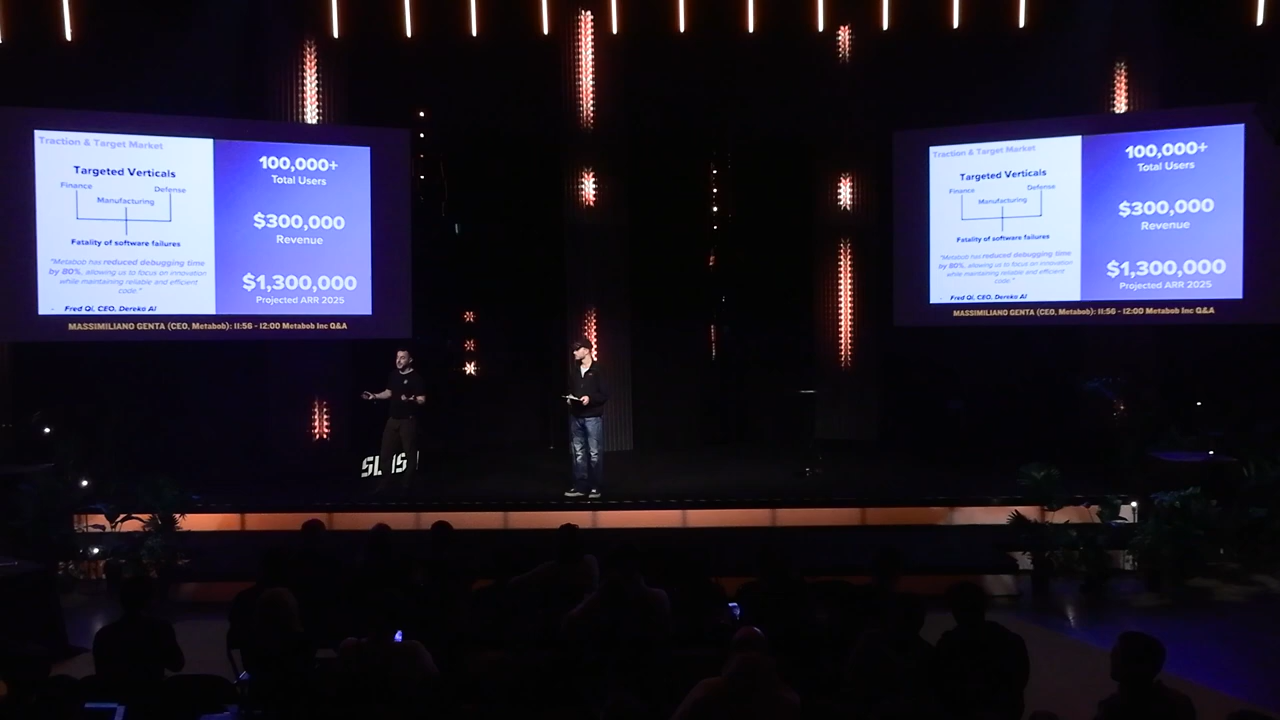 Traction & Target Market
Targeted Verticals
Finance
Defense
Manufacturing
Fatality of software failures
"Metabob has reduced debugging time
by 80%, allowing us to focus on innovation
while maintaining reliable and efficient
code."
- Fred Qi, CEO, Dereko AI
100,000+
Total Users
$300,000
Revenue
$1,300,000
Projected ARR 2025
MASSIMILIANO GENTA (CEO, Metabob): 11:56 - 12:00 Metabob Inc Q&A
Traction & Target Market
Targeted Verticals
Finance
Defense
Manufacturing
Fatality of software failures
"Metabob has reduced debugging time
by 80%, allowing us to focus on innovation
while maintaining reliable and efficient
code."
- Fred Qi, CEO, Dereko AI
100,000+
Total Users
$300,000
Revenue
$1,300,000
Projected ARR 2025
MASSIMILIANO GENTA (CEO, Metabob): 11:56 - 12:00 Metabob Inc Q&A